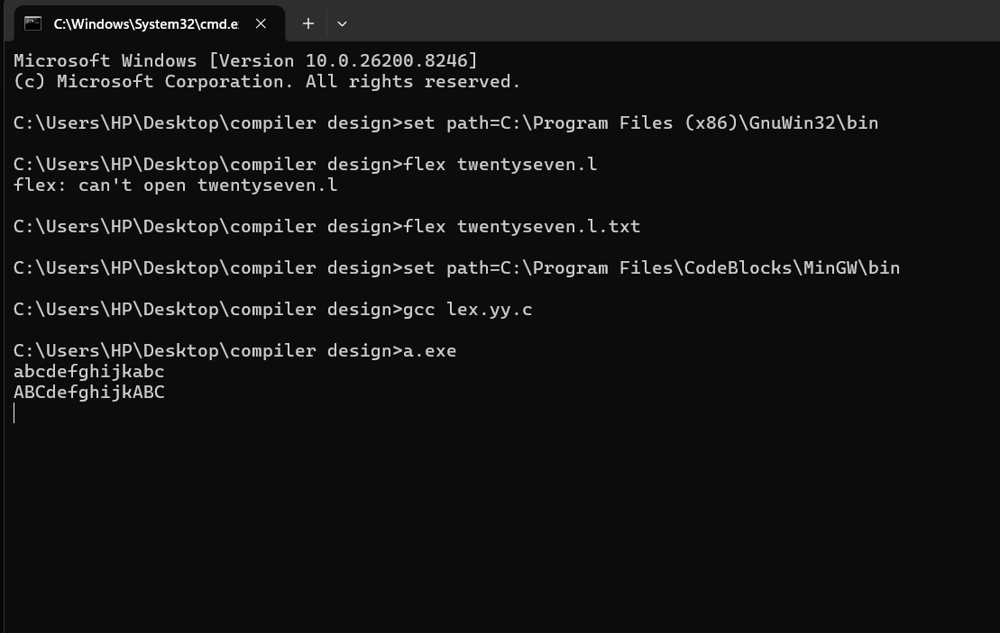 C:\Windows\System32\cmd.e
Microsoft Windows [Version 10.0.26200.8246]
(c) Microsoft Corporation. All rights reserved.
C:\Users\HP\Desktop\compiler design>set path=C:\Program Files (x86)\GnuWin32\bin
C:\Users\HP\Desktop\compiler design>flex twentyseven.l
flex: can't open twentyseven.l
C:\Users\HP\Desktop\compiler design>flex twentyseven.l.txt
C:\Users\HP\Desktop\compiler design>set path=C:\Program Files\CodeBlocks\MinGW\bin
C:\Users\HP\Desktop\compiler design>gcc lex.yy.c
C:\Users\HP\Desktop\compiler design>a.exe
abcdefghijkabc
ABCdefghijkABC